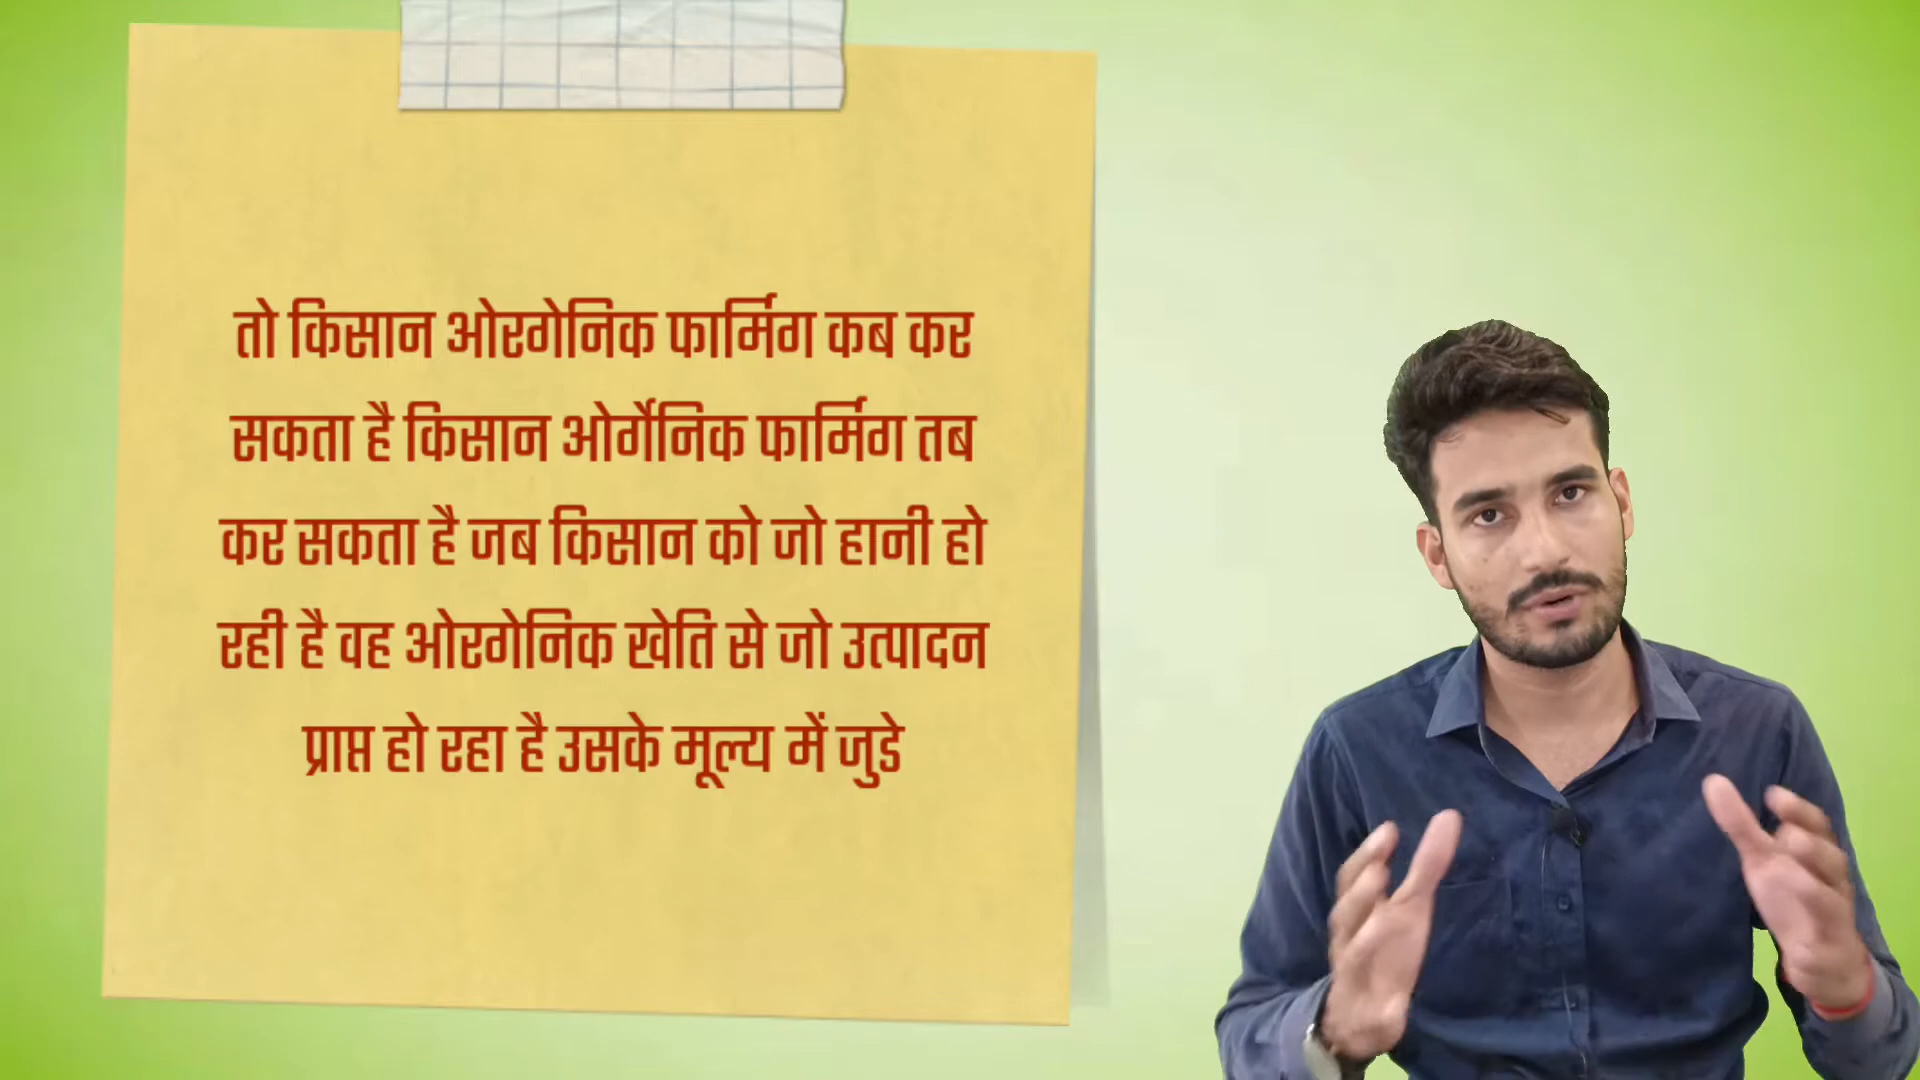 तो किसान ओरगेनिक फार्मिंग कब कर
सकता है किसान ओर्गेनिक फार्मिंग तब
कर सकता है जब किसान को जो हानी हो
रही है वह ओरगेनिक खेति से जो उत्पादन
प्राप्त हो रहा है उसके मूल्य में जुडे